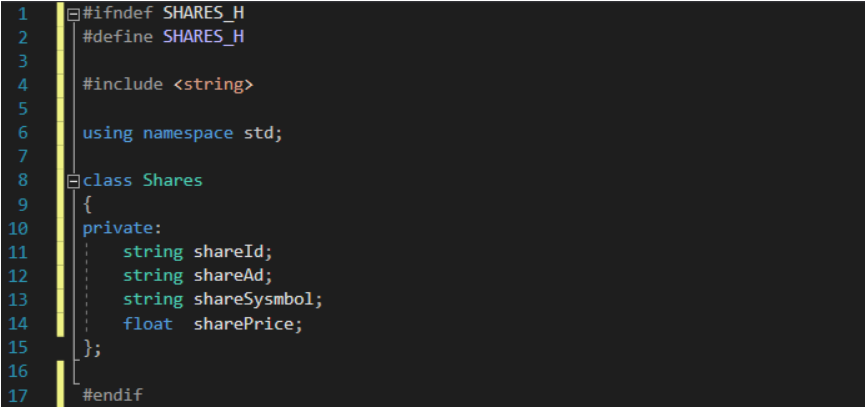 1 #ifndef SHARES_H
2 #define SHARES_H
3
4 #include <string>
5
6 using namespace std;
7
8 class Shares
9 {
10 private:
11 string shareId;
12 string shareAd;
13 string shareSysmbol;
14 float  sharePrice;
15 };
16
17 #endif